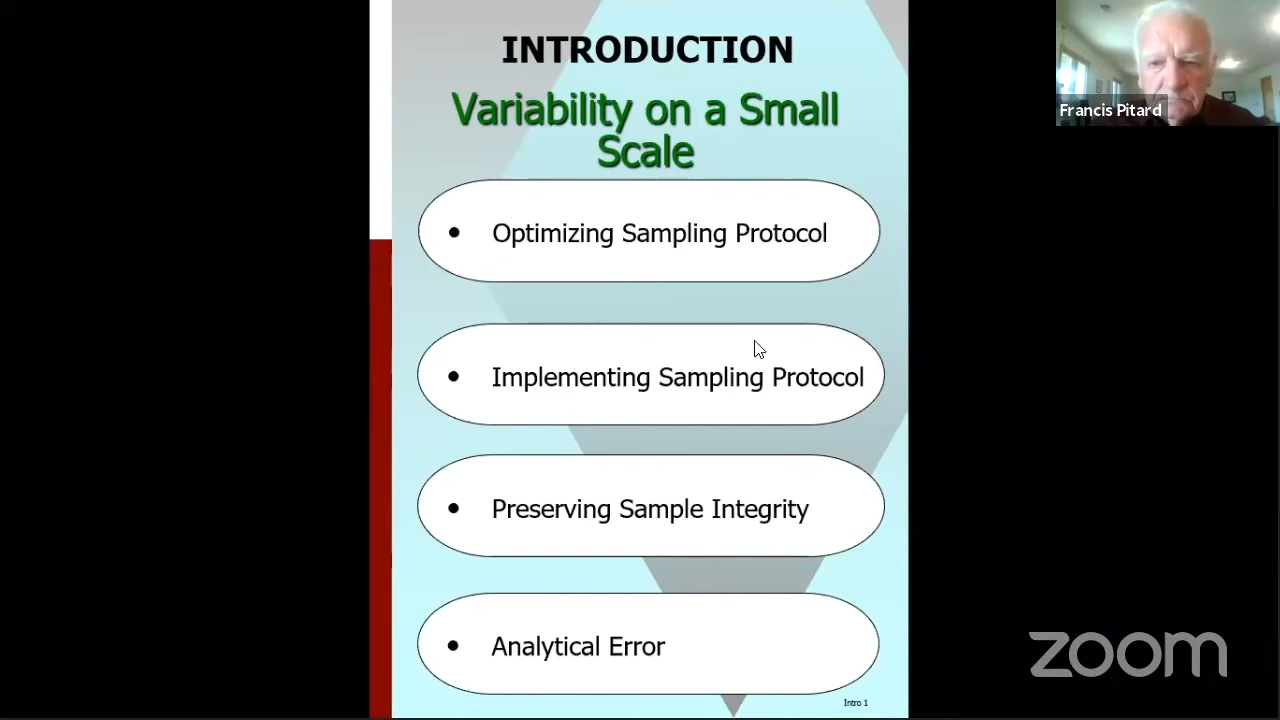 INTRODUCTION
Variability on a Small
Scale
• Optimizing Sampling Protocol
• Implementing Sampling Protocol
• Preserving Sample Integrity
• Analytical Error
Intro 1
Francis Pitard
zoom